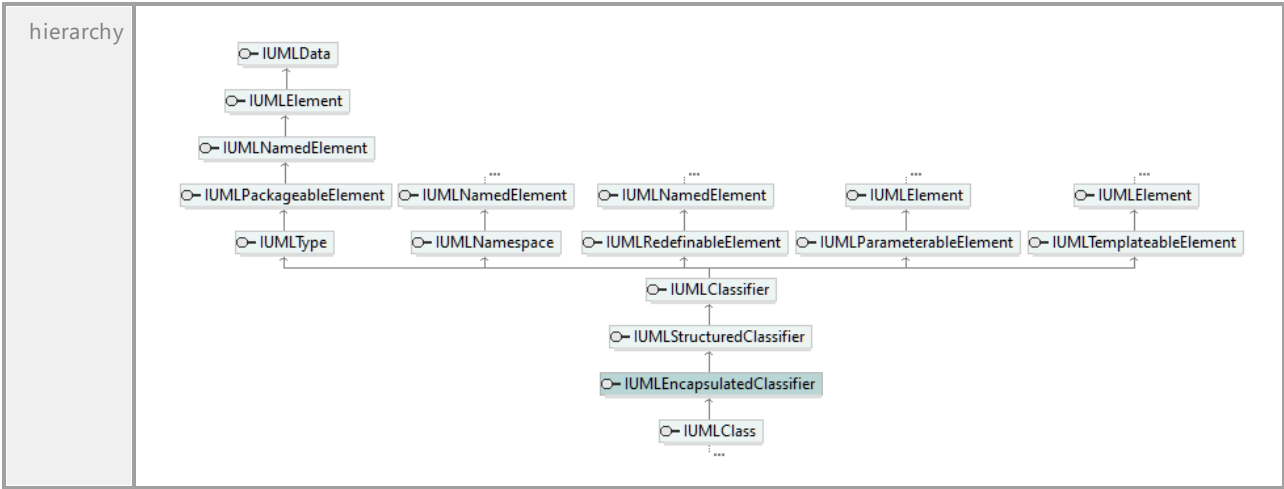 hierarchy
IUMLData
IUMLElement
IUMLNamedElement
... ... ... ...
IUMLPackageableElement IUMLNamedElement IUMLNamedElement IUMLElement IUMLElement
IUMLType IUMLNamespace IUMLRedefinableElement IUMLParameterableElement IUMLTemplateableElement
IUMLClassifier
IUMLStructuredClassifier
IUMLEncapsulatedClassifier
IUMLClass
...